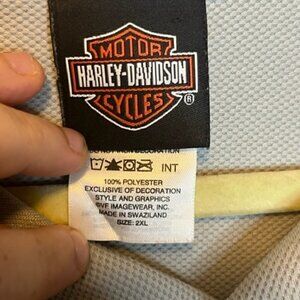 MOTOR
HARLEY-DAVIDSON
CYCLES
®
INT
100% POLYESTER
EXCLUSIVE OF DECORATION
STYLE AND GRAPHICS
©VF IMAGEWEAR, INC.
MADE IN SWAZILAND
SIZE: 2XL